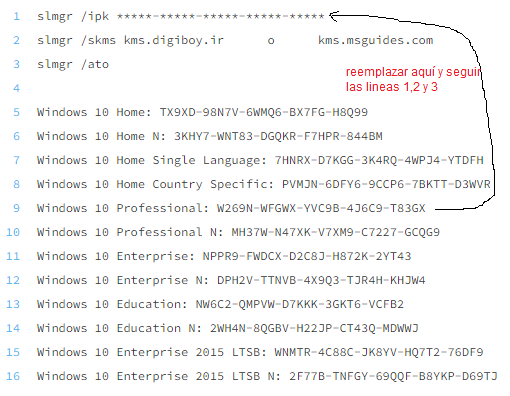 1 slmgr /ipk *****-*****-*****-*****-*****
2 slmgr /skms kms.digiboy.ir o kms.msguides.com
3 slmgr /ato
reemplazar aquí y seguir
las lineas 1,2 y 3
4
5 Windows 10 Home: TX9XD-98N7V-6WMQ6-BX7FG-H8Q99
6 Windows 10 Home N: 3KHY7-WNT83-DGQKR-F7HPR-844BM
7 Windows 10 Home Single Language: 7HNRX-D7KGG-3K4RQ-4WPJ4-YTDFH
8 Windows 10 Home Country Specific: PVMJN-6DFY6-9CCP6-7BKTT-D3WVR
9 Windows 10 Professional: W269N-WFGWX-YVC9B-4J6C9-T83GX
10 Windows 10 Professional N: MH37W-N47XK-V7XM9-C7227-GCQG9
11 Windows 10 Enterprise: NPPR9-FWDCX-D2C8J-H872K-2YT43
12 Windows 10 Enterprise N: DPH2V-TTNVB-4X9Q3-TJR4H-KHJW4
13 Windows 10 Education: NW6C2-QMPVW-D7KKK-3GKT6-VCFB2
14 Windows 10 Education N: 2WH4N-8QGBV-H22JP-CT43Q-MDWWJ
15 Windows 10 Enterprise 2015 LTSB: WNMTR-4C88C-JK8YV-HQ7T2-76DF9
16 Windows 10 Enterprise 2015 LTSB N: 2F77B-TNFGY-69QQF-B8YKP-D69TJ